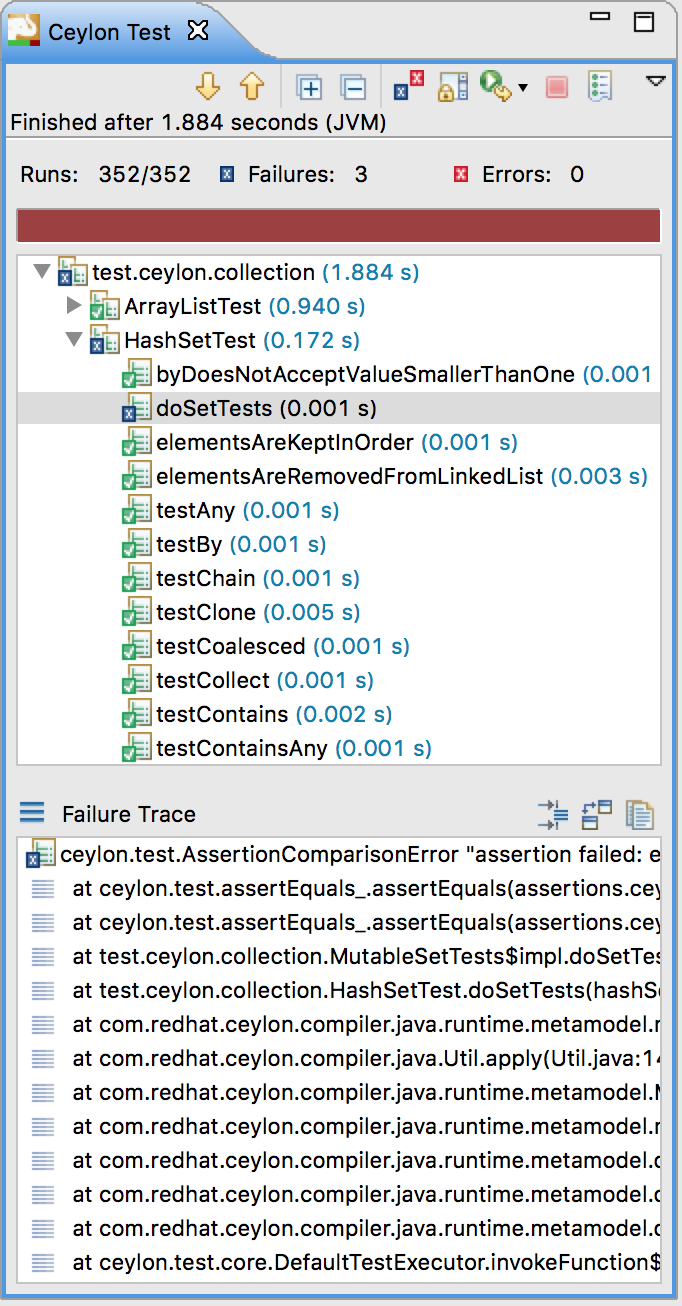 Ceylon Test
Finished after 1.884 seconds (JVM)
Runs: 352/352 Failures: 3 Errors: 0
test.ceylon.collection (1.884 s)
ArrayListTest (0.940 s)
HashSetTest (0.172 s)
byDoesNotAcceptValueSmallerThanOne (0.001
doSetTests (0.001 s)
elementsAreKeptInOrder (0.001 s)
elementsAreRemovedFromLinkedList (0.003 s)
testAny (0.001 s)
testBy (0.001 s)
testChain (0.001 s)
testClone (0.005 s)
testCoalesced (0.001 s)
testCollect (0.001 s)
testContains (0.002 s)
testContainsAny (0.001 s)
Failure Trace
ceylon.test.AssertionComparisonError "assertion failed: e
at ceylon.test.assertEquals_.assertEquals(assertions.cey
at ceylon.test.assertEquals_.assertEquals(assertions.cey
at test.ceylon.collection.MutableSetTests$impl.doSetTes
at test.ceylon.collection.HashSetTest.doSetTests(hashSe
at com.redhat.ceylon.compiler.java.runtime.metamodel.r
at com.redhat.ceylon.compiler.java.Util.apply(Util.java:14
at com.redhat.ceylon.compiler.java.runtime.metamodel.M
at com.redhat.ceylon.compiler.java.runtime.metamodel.r
at com.redhat.ceylon.compiler.java.runtime.metamodel.d
at com.redhat.ceylon.compiler.java.runtime.metamodel.d
at com.redhat.ceylon.compiler.java.runtime.metamodel.d
at ceylon.test.core.DefaultTestExecutor.invokeFunction$